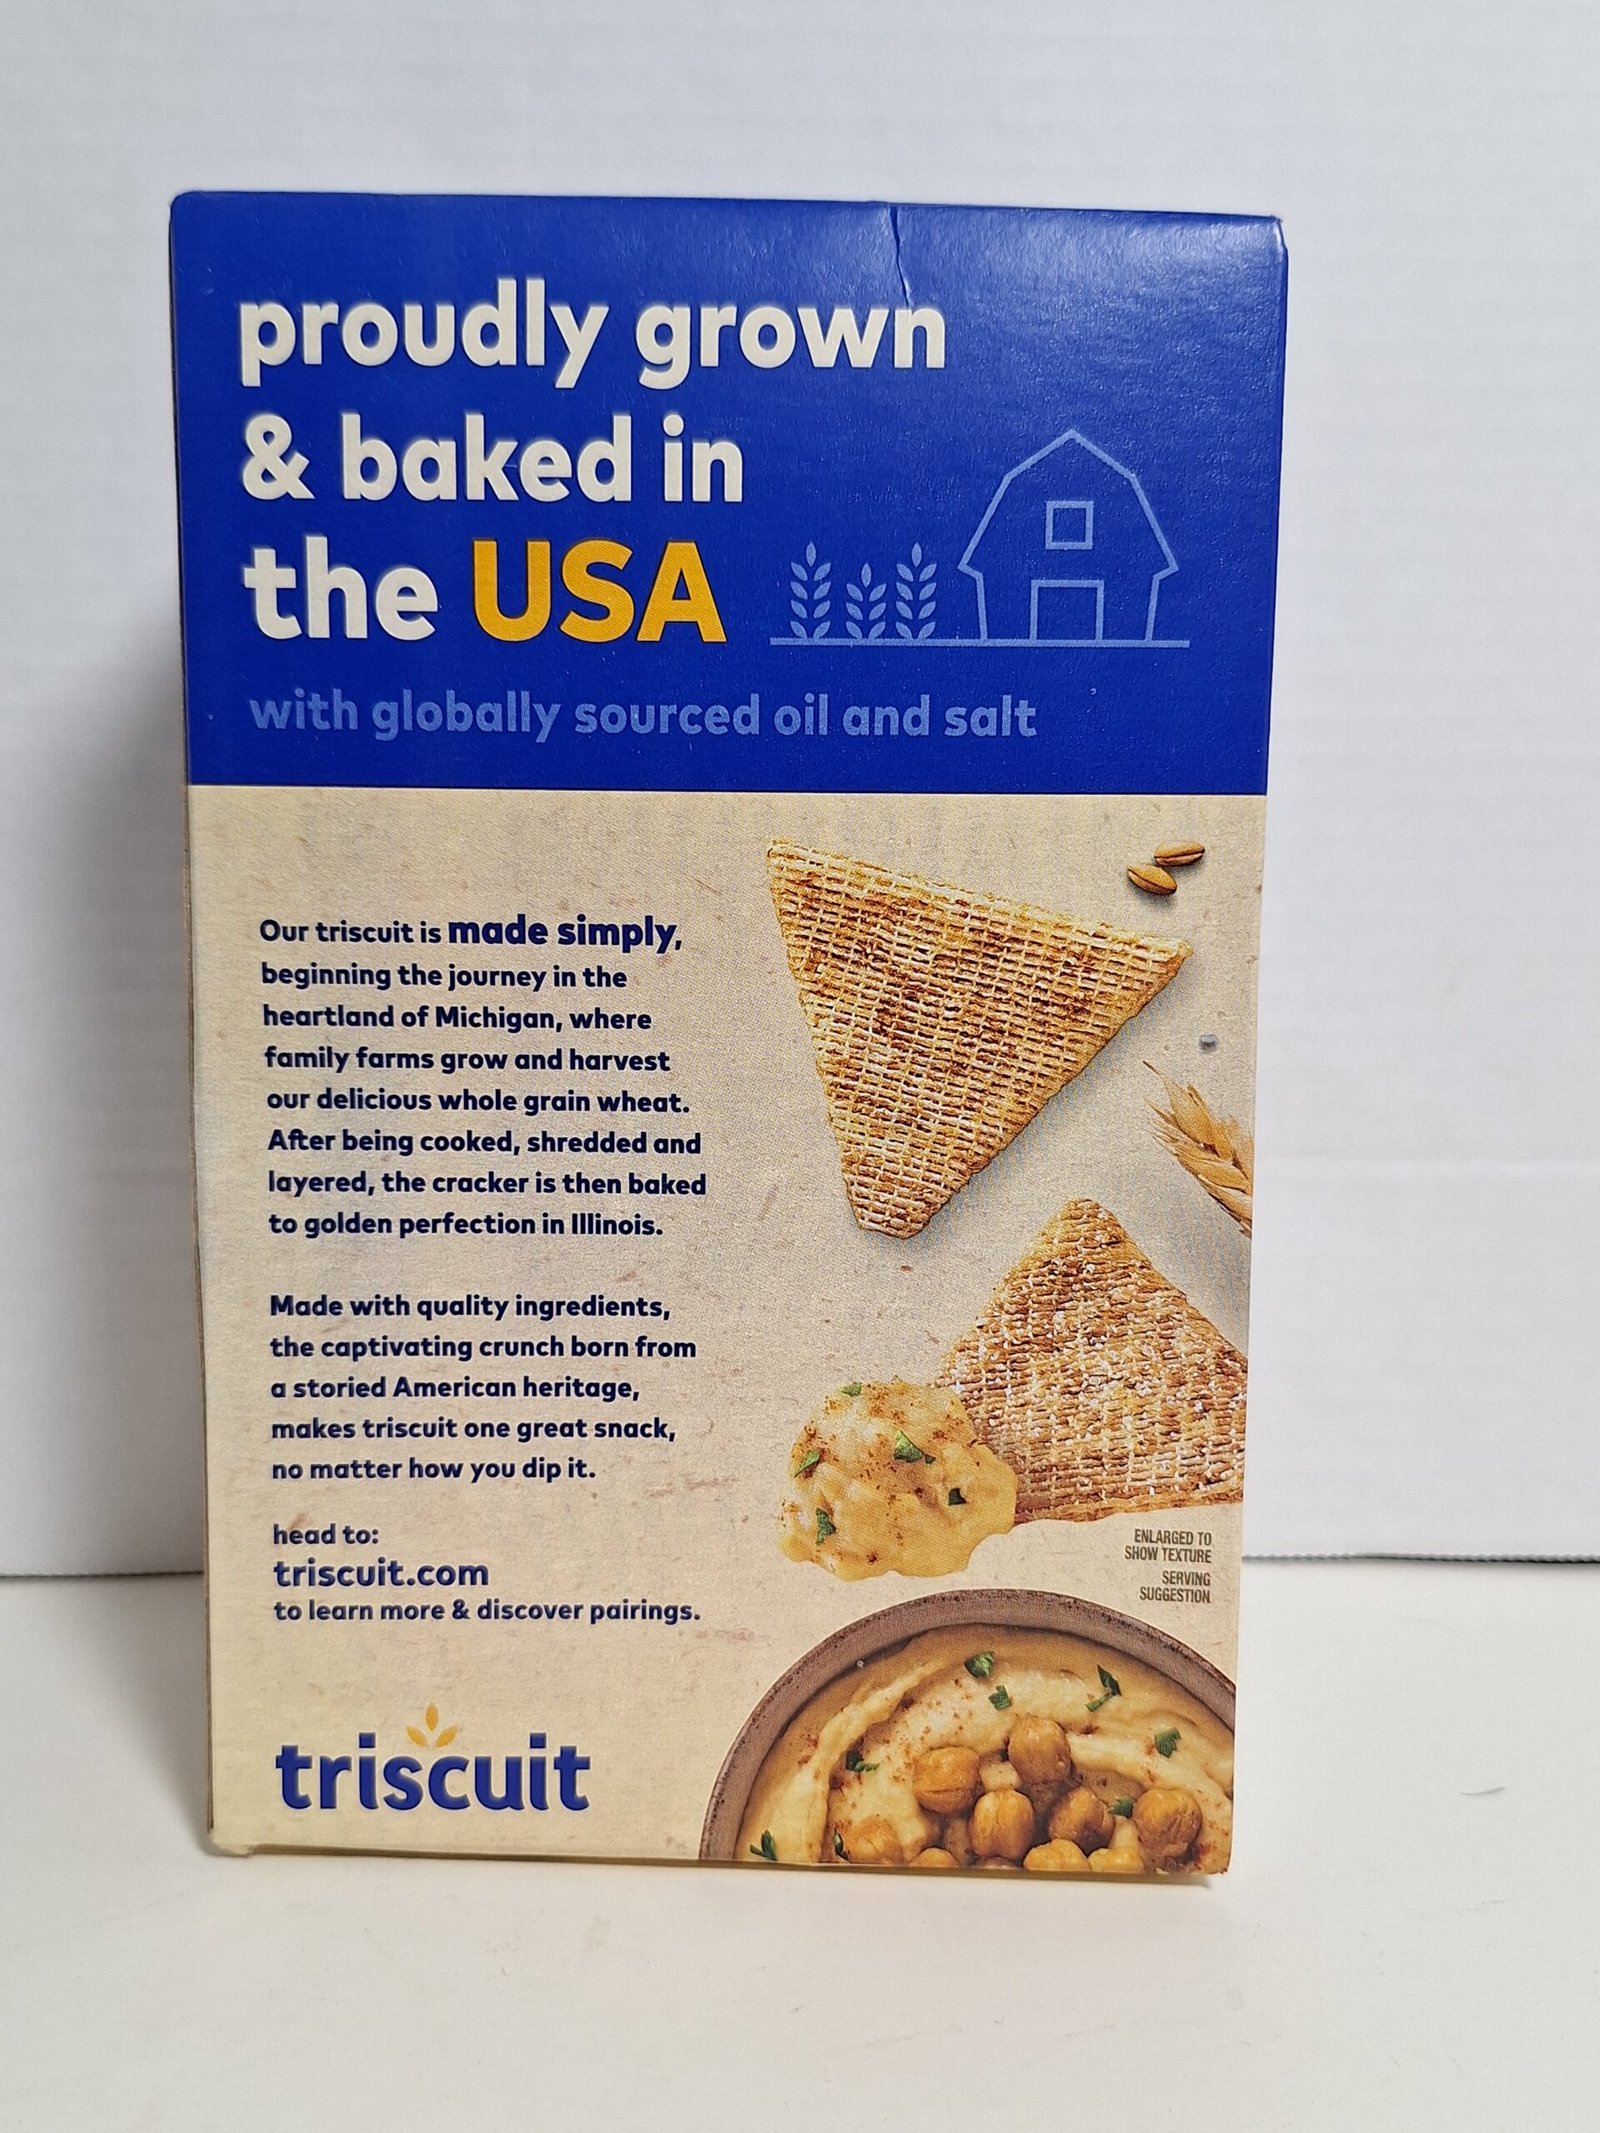 proudly grown
& baked in
the USA
with globally sourced oil and salt
Our triscuit is made simply,
beginning the journey in the
heartland of Michigan, where
family farms grow and harvest
our delicious whole grain wheat.
After being cooked, shredded and
layered, the cracker is then baked
to golden perfection in Illinois.
Made with quality ingredients,
the captivating crunch born from
a storied American heritage,
makes triscuit one great snack,
no matter how you dip it.
head to:
triscuit.com
to learn more & discover pairings.
ENLARGED TO
SHOW TEXTURE
SERVING
SUGGESTION
triscuit